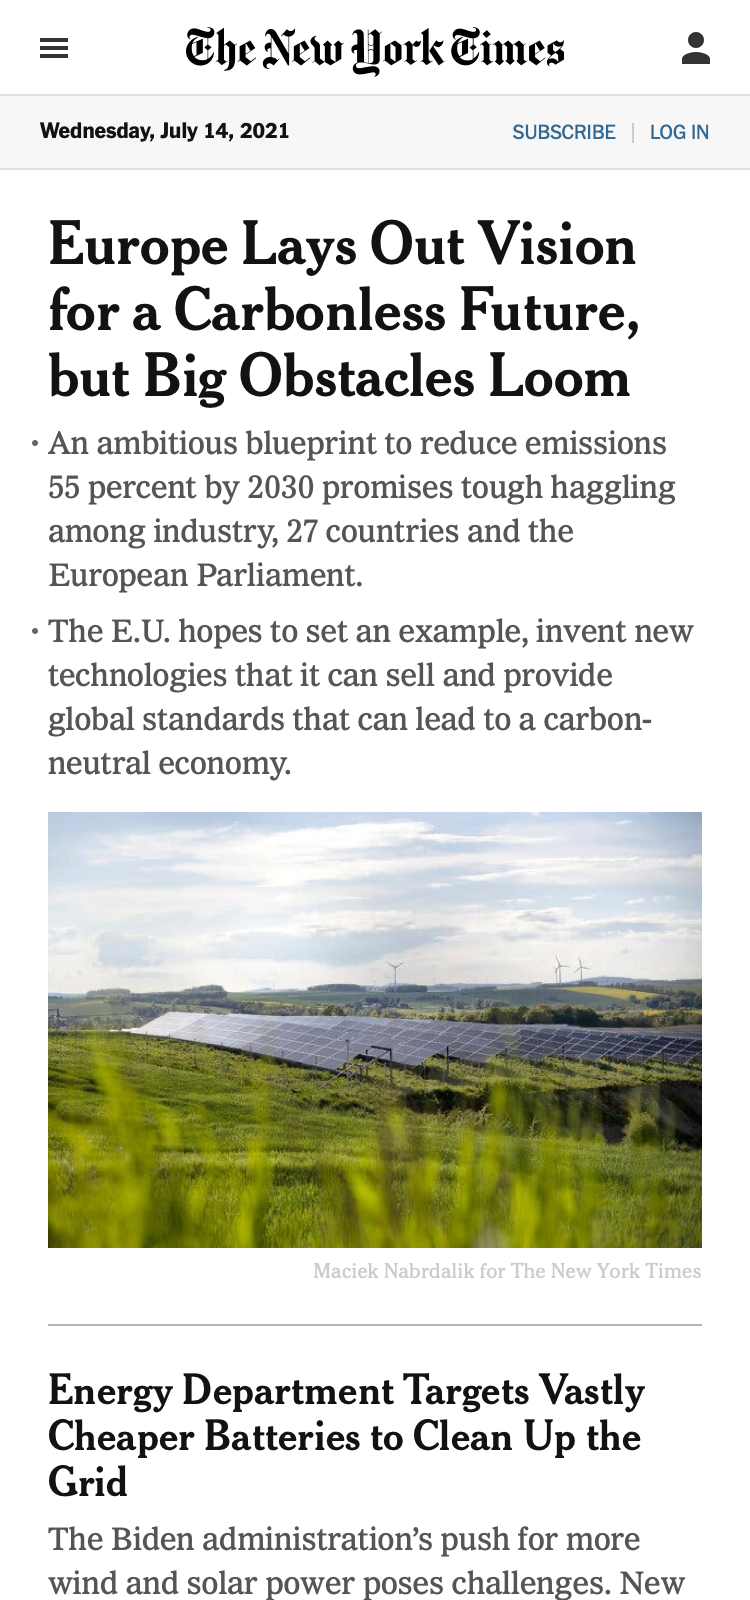 The New York Times
Wednesday, July 14, 2021
SUBSCRIBE | LOG IN
Europe Lays Out Vision
for a Carbonless Future,
but Big Obstacles Loom
• An ambitious blueprint to reduce emissions
55 percent by 2030 promises tough haggling
among industry, 27 countries and the
European Parliament.
• The E.U. hopes to set an example, invent new
technologies that it can sell and provide
global standards that can lead to a carbon-
neutral economy.
Maciek Nabrdalik for The New York Times
Energy Department Targets Vastly
Cheaper Batteries to Clean Up the
Grid
The Biden administration’s push for more
wind and solar power poses challenges. New